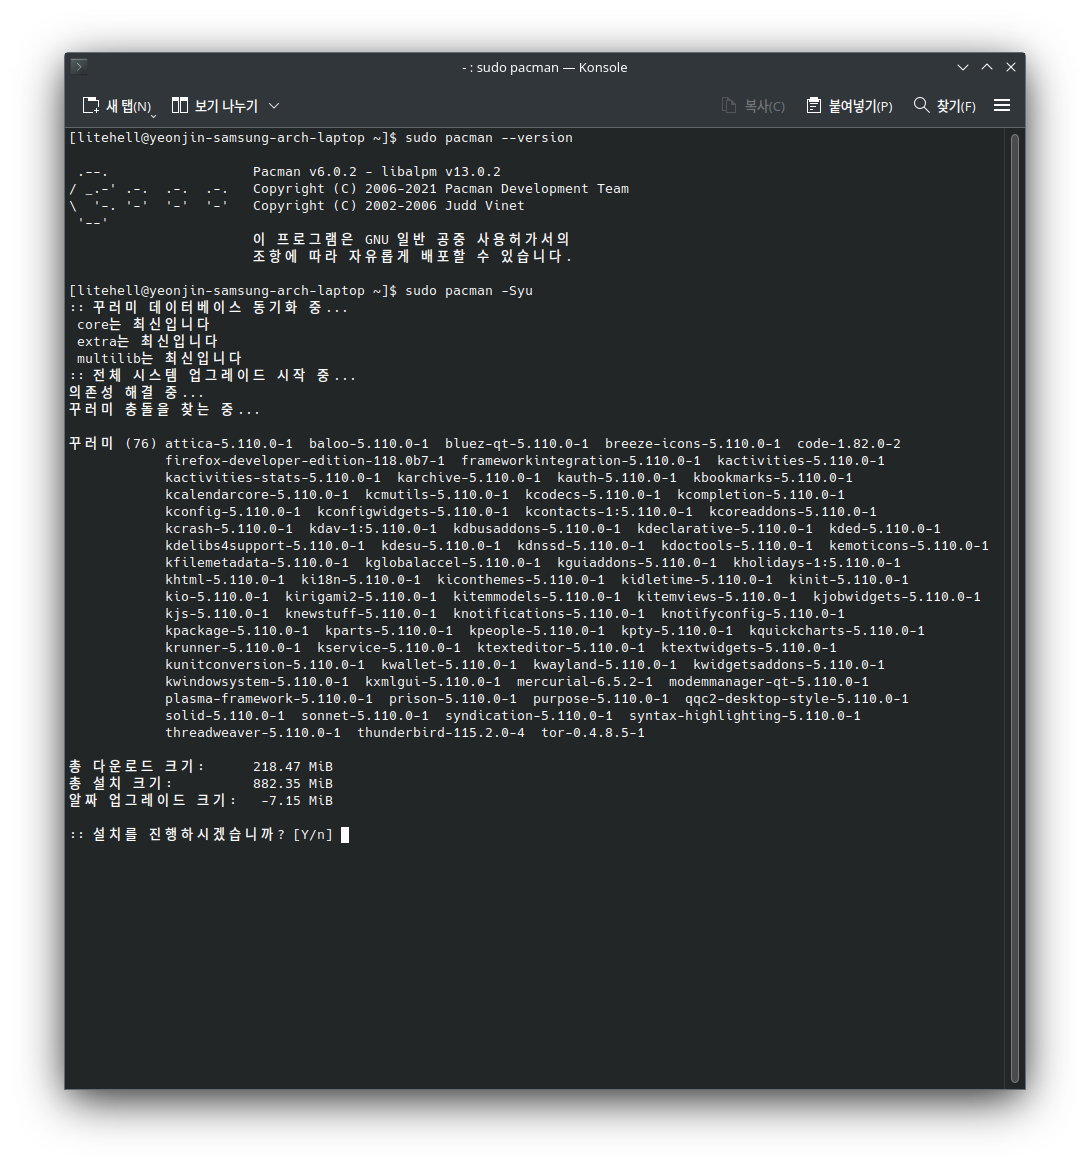 - : sudo pacman — Konsole
새 탭(N) 보기 나누기 복사(C) 붙여넣기(P) 찾기(F)
[litehell@yeonjin-samsung-arch-laptop ~]$ sudo pacman --version
 .--.                  Pacman v6.0.2 - libalpm v13.0.2
/ _.-' .-.  .-.  .-.   Copyright (C) 2006-2021 Pacman Development Team
\  '-. '-'  '-'  '-'   Copyright (C) 2002-2006 Judd Vinet
 '--'
                       이 프로그램은 GNU 일반 공중 사용허가서의
                       조항에 따라 자유롭게 배포할 수 있습니다.
[litehell@yeonjin-samsung-arch-laptop ~]$ sudo pacman -Syu
:: 꾸러미 데이터베이스 동기화 중...
 core는 최신입니다
 extra는 최신입니다
 multilib는 최신입니다
:: 전체 시스템 업그레이드 시작 중...
의존성 해결 중...
꾸러미 충돌을 찾는 중...
꾸러미 (76) attica-5.110.0-1  baloo-5.110.0-1  bluez-qt-5.110.0-1  breeze-icons-5.110.0-1  code-1.82.0-2
            firefox-developer-edition-118.0b7-1  frameworkintegration-5.110.0-1  kactivities-5.110.0-1
            kactivities-stats-5.110.0-1  karchive-5.110.0-1  kauth-5.110.0-1  kbookmarks-5.110.0-1
            kcalendarcore-5.110.0-1  kcmutils-5.110.0-1  kcodecs-5.110.0-1  kcompletion-5.110.0-1
            kconfig-5.110.0-1  kconfigwidgets-5.110.0-1  kcontacts-1:5.110.0-1  kcoreaddons-5.110.0-1
            kcrash-5.110.0-1  kdav-1:5.110.0-1  kdbusaddons-5.110.0-1  kdeclarative-5.110.0-1  kded-5.110.0-1
            kdelibs4support-5.110.0-1  kdesu-5.110.0-1  kdnssd-5.110.0-1  kdoctools-5.110.0-1  kemoticons-5.110.0-1
            kfilemetadata-5.110.0-1  kglobalaccel-5.110.0-1  kguiaddons-5.110.0-1  kholidays-1:5.110.0-1
            khtml-5.110.0-1  ki18n-5.110.0-1  kiconthemes-5.110.0-1  kidletime-5.110.0-1  kinit-5.110.0-1
            kio-5.110.0-1  kirigami2-5.110.0-1  kitemmodels-5.110.0-1  kitemviews-5.110.0-1  kjobwidgets-5.110.0-1
            kjs-5.110.0-1  knewstuff-5.110.0-1  knotifications-5.110.0-1  knotifyconfig-5.110.0-1
            kpackage-5.110.0-1  kparts-5.110.0-1  kpeople-5.110.0-1  kpty-5.110.0-1  kquickcharts-5.110.0-1
            krunner-5.110.0-1  kservice-5.110.0-1  ktexteditor-5.110.0-1  ktextwidgets-5.110.0-1
            kunitconversion-5.110.0-1  kwallet-5.110.0-1  kwayland-5.110.0-1  kwidgetsaddons-5.110.0-1
            kwindowsystem-5.110.0-1  kxmlgui-5.110.0-1  mercurial-6.5.2-1  modemmanager-qt-5.110.0-1
            plasma-framework-5.110.0-1  prison-5.110.0-1  purpose-5.110.0-1  qqc2-desktop-style-5.110.0-1
            solid-5.110.0-1  sonnet-5.110.0-1  syndication-5.110.0-1  syntax-highlighting-5.110.0-1
            threadweaver-5.110.0-1  thunderbird-115.2.0-4  tor-0.4.8.5-1
총 다운로드 크기:      218.47 MiB
총 설치 크기:          882.35 MiB
알짜 업그레이드 크기:   -7.15 MiB
:: 설치를 진행하시겠습니까? [Y/n]